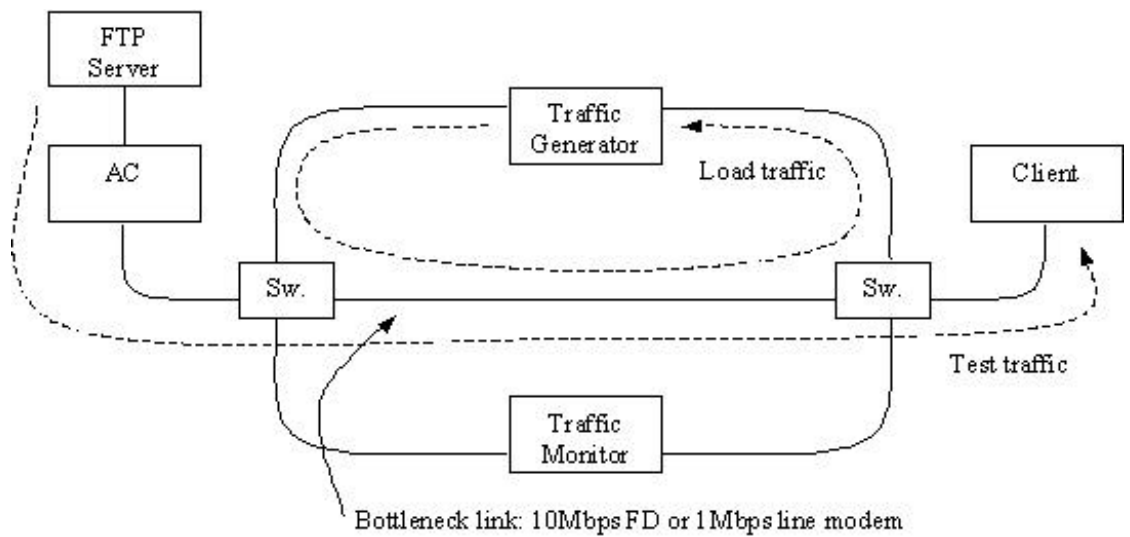 FTP
Server
AC
Traffic
Generator
Load traffic
Client
Sw.
Sw.
Test traffic
Traffic
Monitor
Bottleneck link: 10Mbps FD or 1Mbps line modem